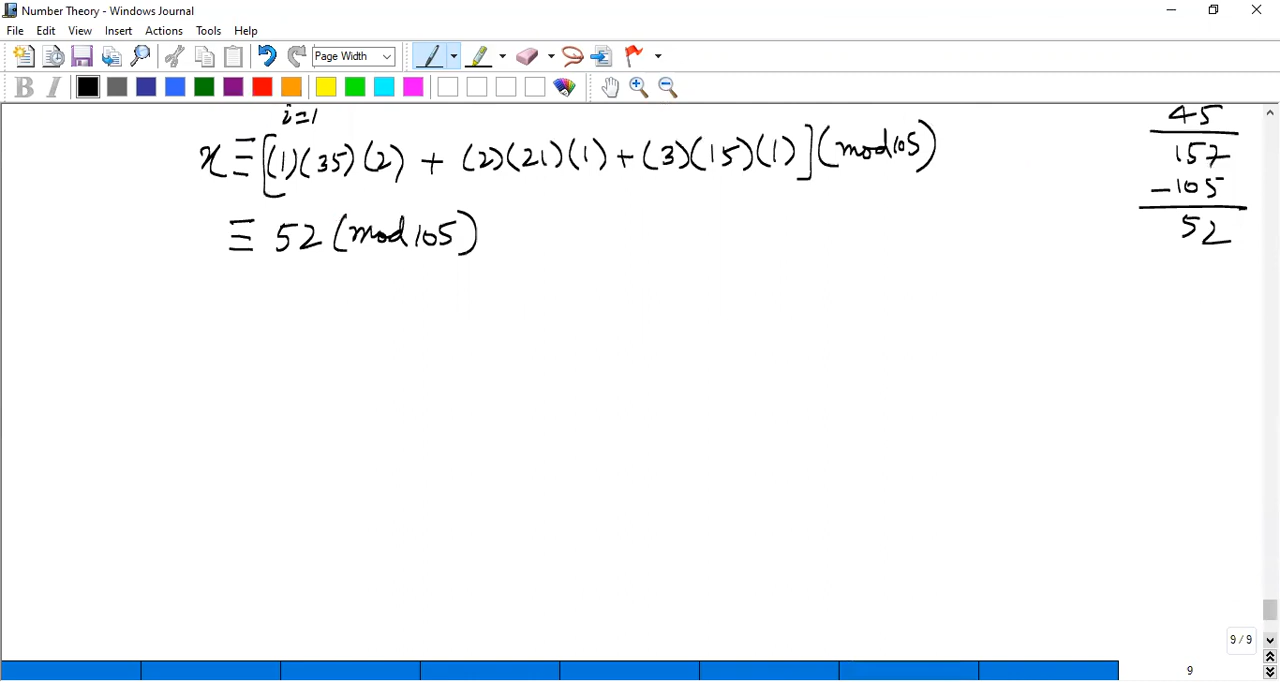 Number Theory - Windows Journal
File Edit View Insert Actions Tools Help
Page Width
B I
i=1
x ≡ [(1)(35)(2) + (2)(21)(1) + (3)(15)(1)] (mod 105)
≡ 52 (mod 105)
45
157
-105
52
9 / 9
9